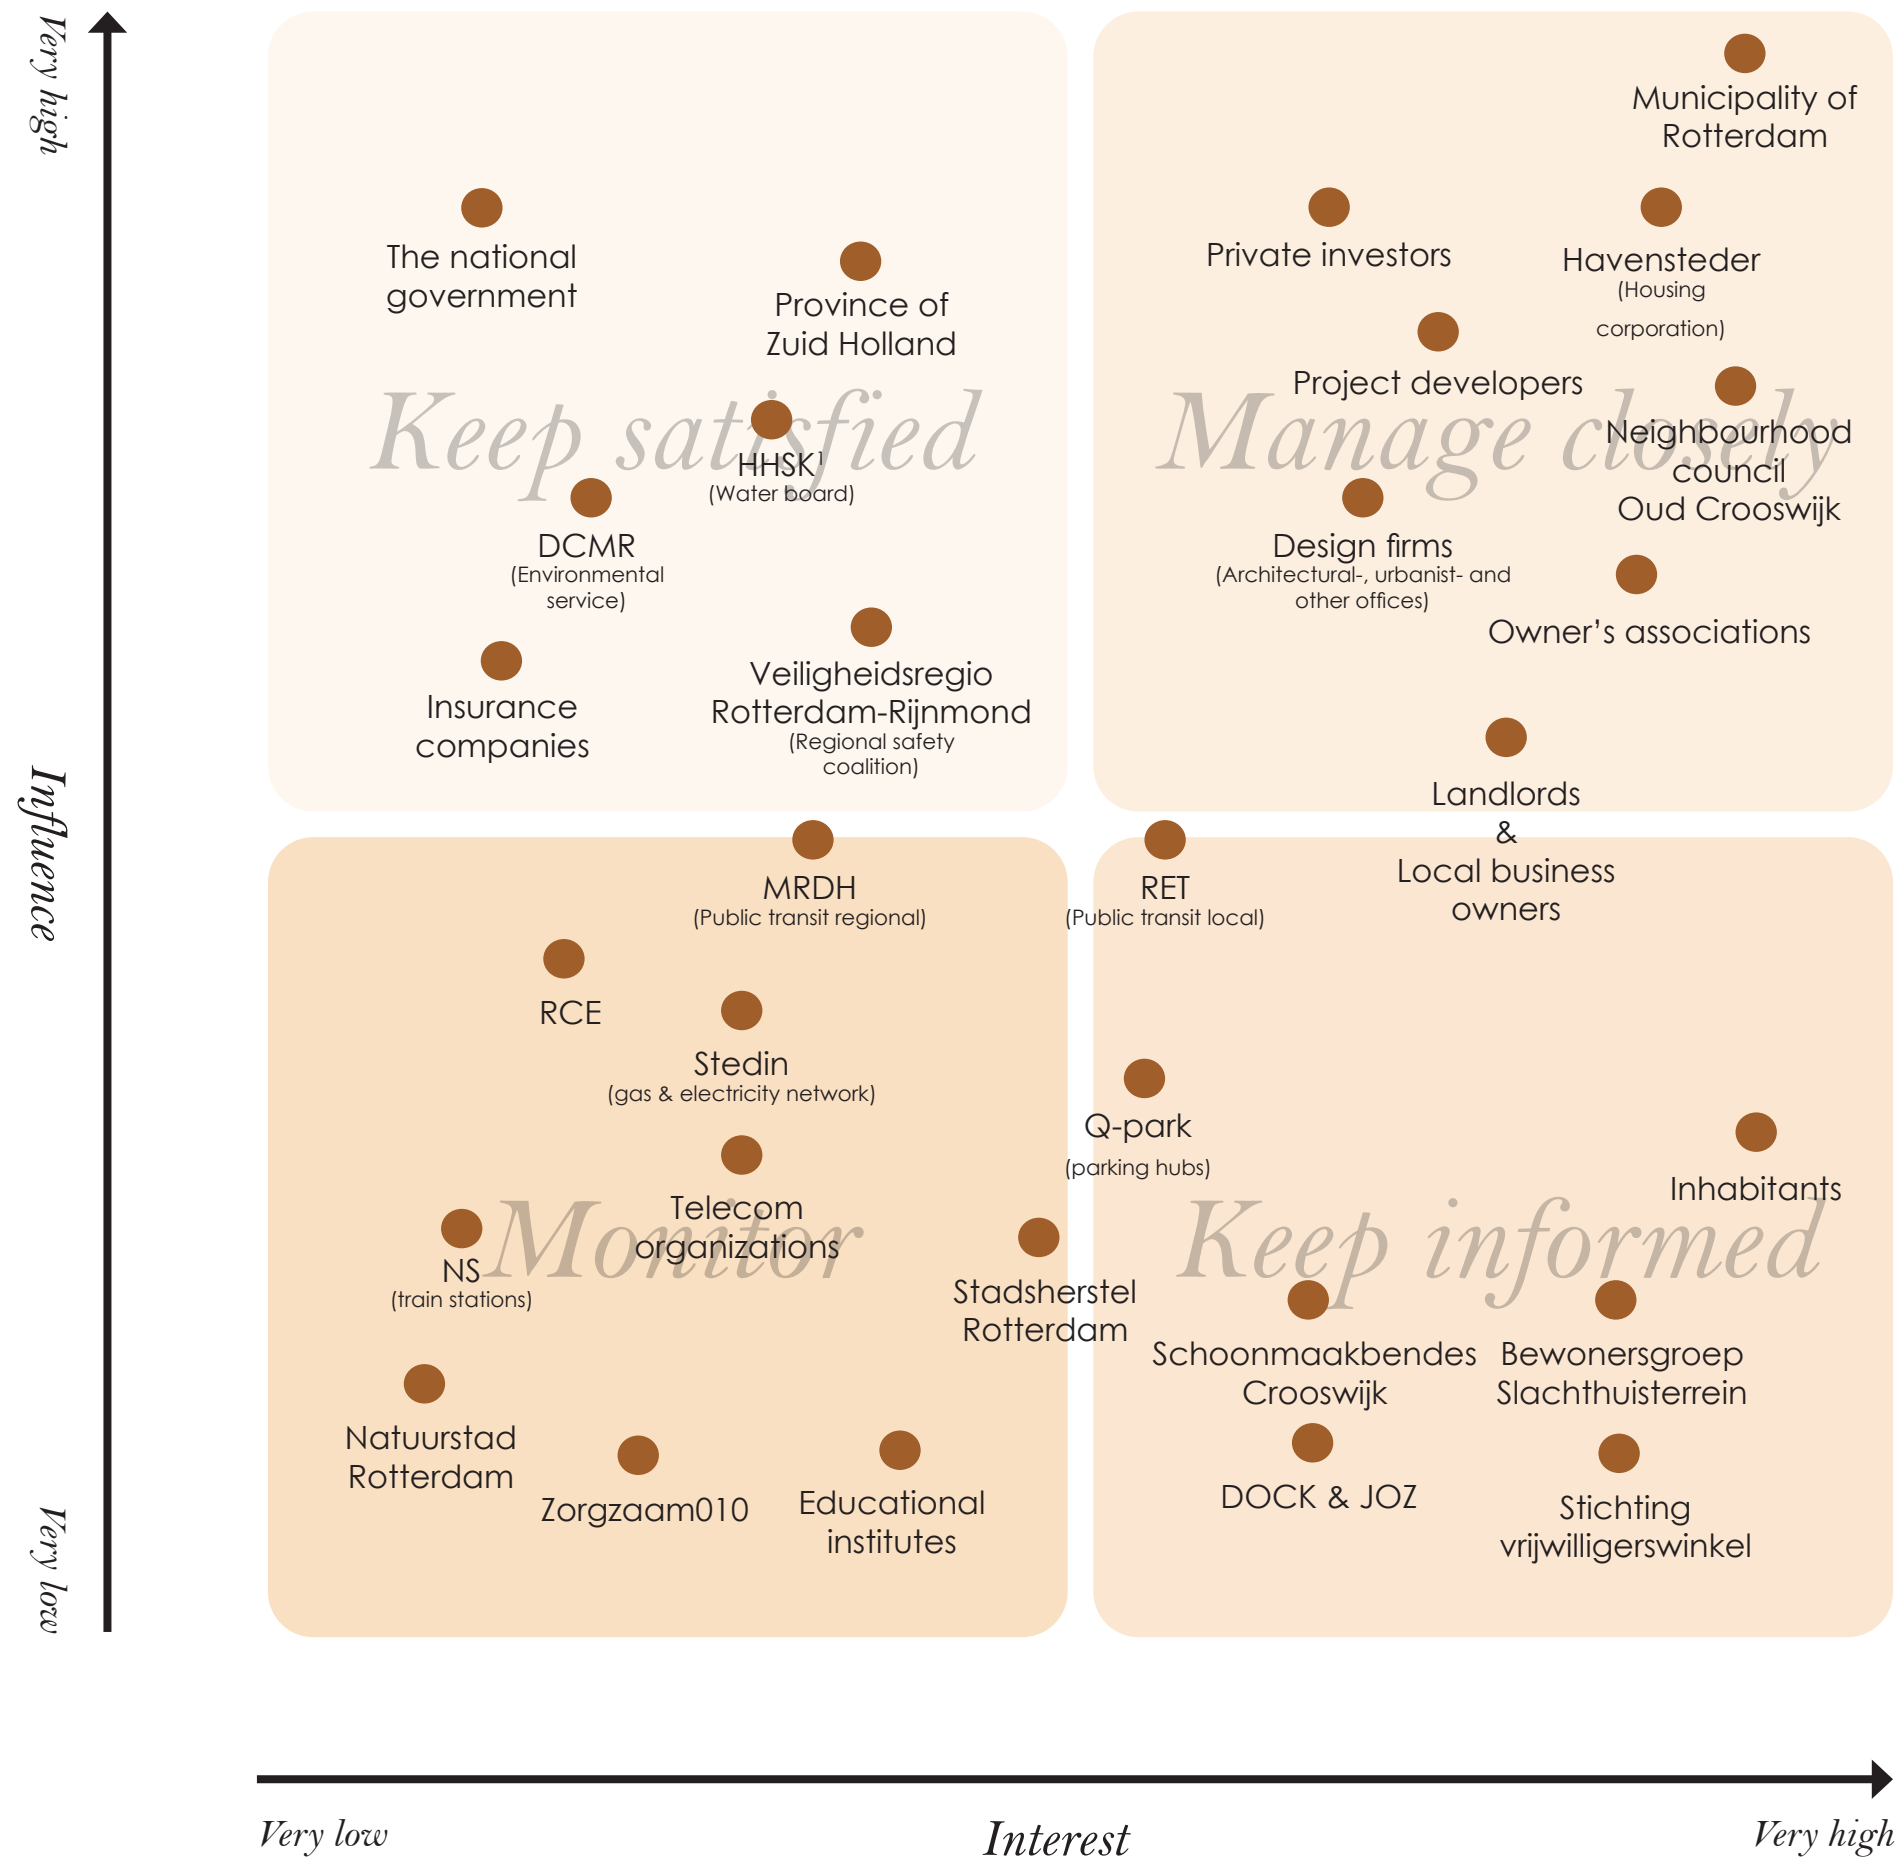 Very high
Influence
Very low
Keep satisfied
The national
government
Province of
Zuid Holland
HHSK¹
(Water board)
DCMR
(Environmental
service)
Insurance
companies
Veiligheidsregio
Rotterdam-Rijnmond
(Regional safety
coalition)
Manage closely
Municipality of
Rotterdam
Private investors
Havensteder
(Housing
corporation)
Project developers
Neighbourhood
council
Oud Crooswijk
Design firms
(Architectural-, urbanist- and
other offices)
Owner’s associations
Landlords
&
Local business
owners
Monitor
MRDH
(Public transit regional)
RCE
Stedin
(gas & electricity network)
Telecom
organizations
NS
(train stations)
Stadsherstel
Rotterdam
Natuurstad
Rotterdam
Zorgzaam010
Educational
institutes
Keep informed
RET
(Public transit local)
Q-park
(parking hubs)
Inhabitants
Schoonmaakbendes
Crooswijk
Bewonersgroep
Slachthuisterrein
DOCK & JOZ
Stichting
vrijwilligerswinkel
Very low
Interest
Very high